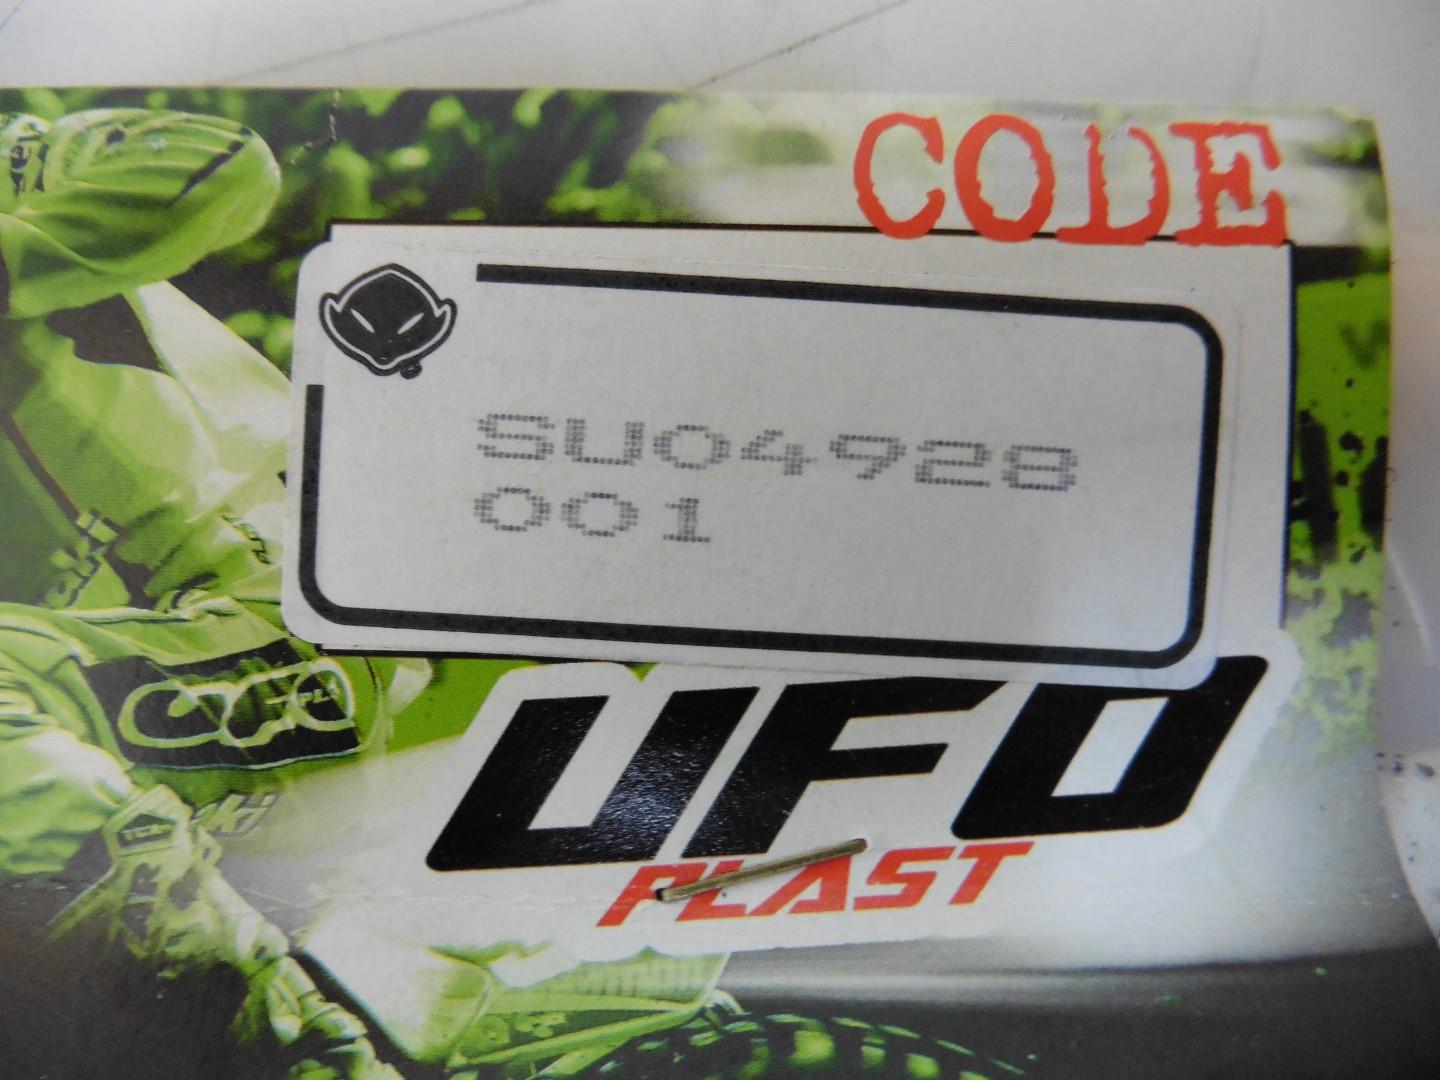 CODE
SU04928
001
UFO
PLAST